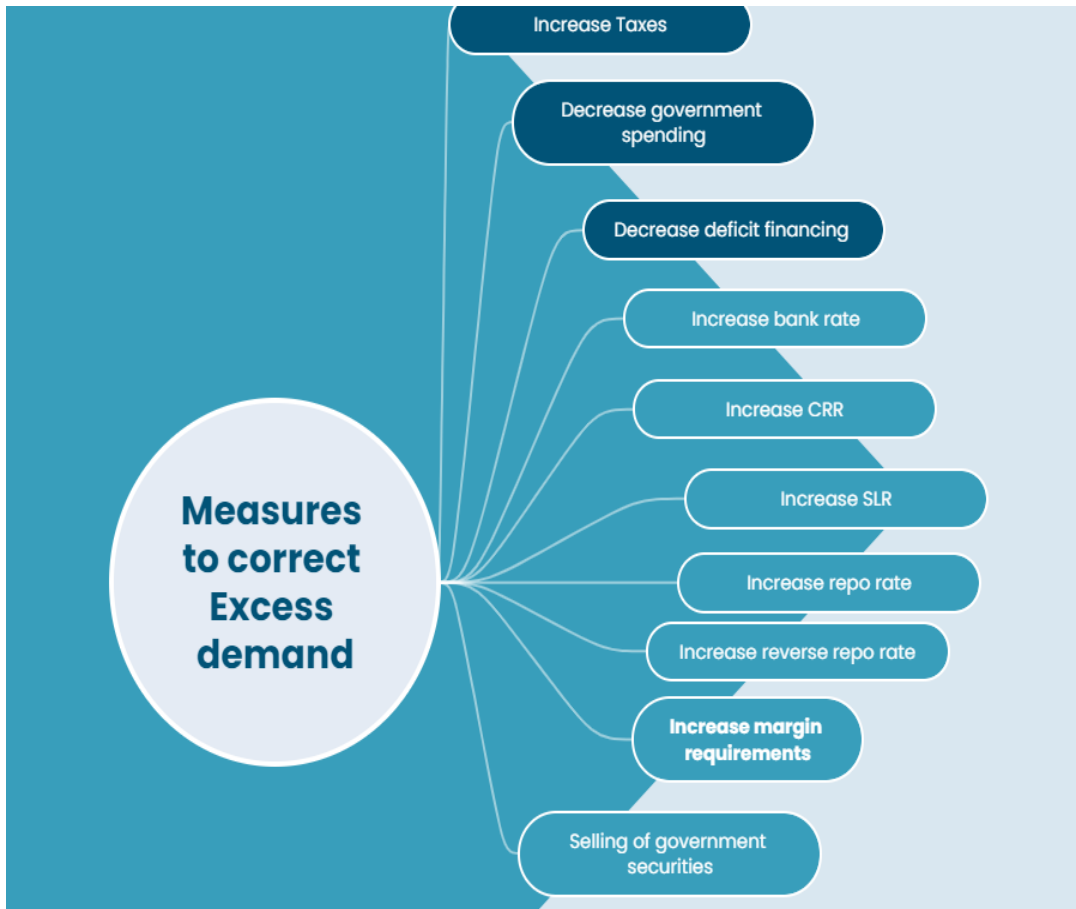 Increase Taxes
Decrease government
spending
Decrease deficit financing
Increase bank rate
Increase CRR
Increase SLR
Increase repo rate
Increase reverse repo rate
Increase margin
requirements
Selling of government
securities
Measures
to correct
Excess
demand